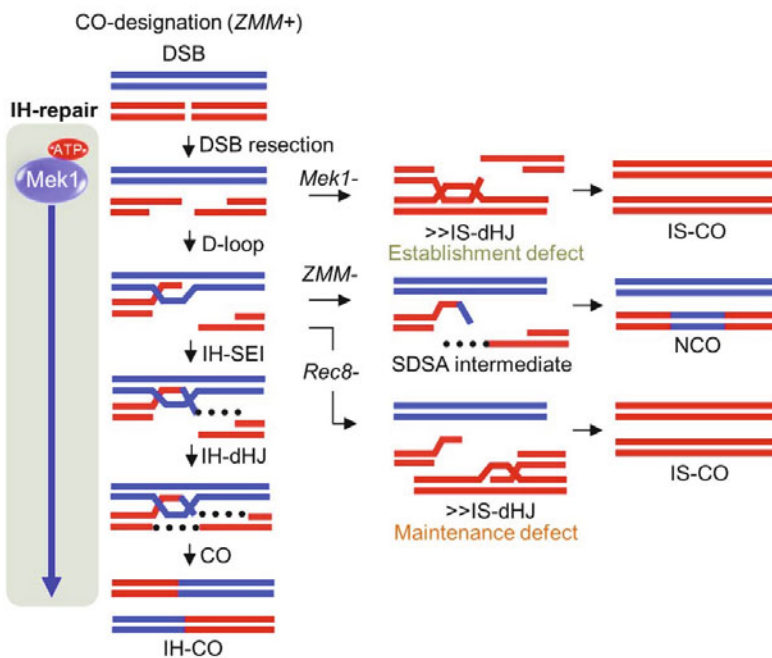 CO-designation (ZMM+)
DSB
IH-repair
ATP
Mek1
DSB resection
Mek1-
>>IS-dHJ
Establishment defect
IS-CO
D-loop
ZMM-
SDSA intermediate
NCO
IH-SEI
Rec8-
IH-dHJ
>>IS-dHJ
Maintenance defect
IS-CO
CO
IH-CO